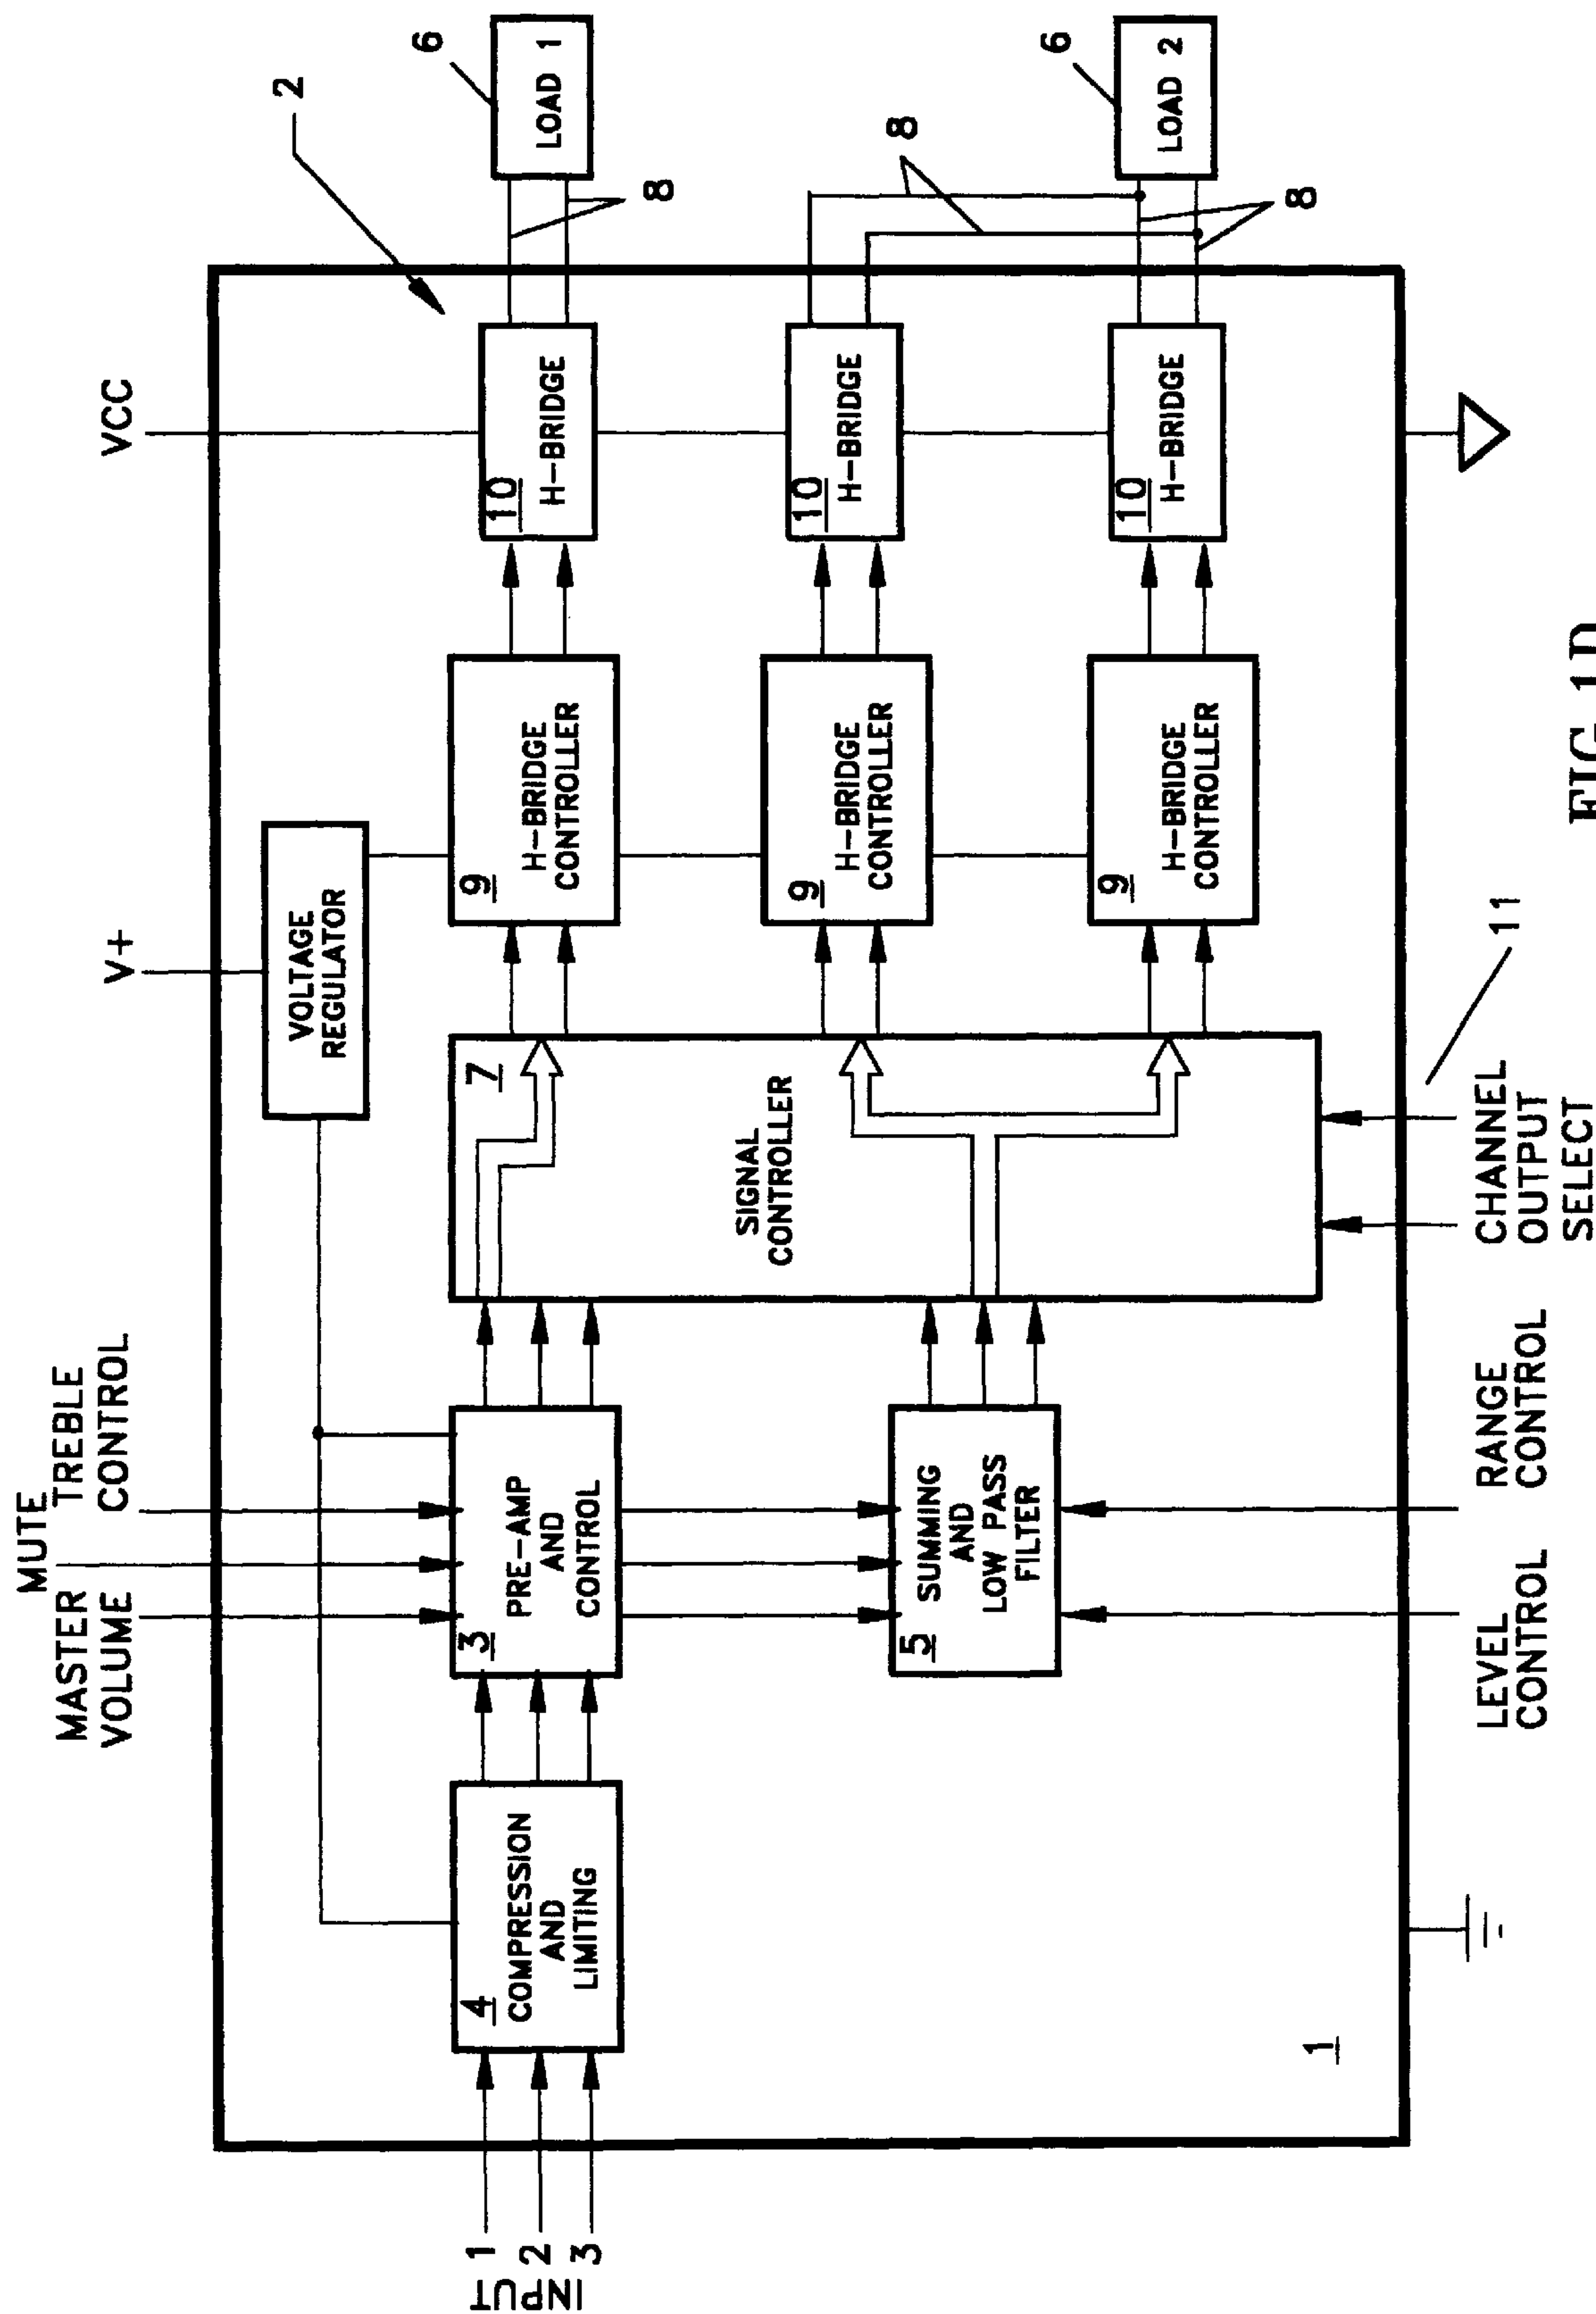 MUTE
MASTER
VOLUME
TREBLE
CONTROL
V+
VCC
2
VOLTAGE
REGULATOR
INPUT
1
2
3
4
COMPRESSION
AND
LIMITING
3
PRE-AMP
AND
CONTROL
7
SIGNAL
CONTROLLER
9
H-BRIDGE
CONTROLLER
10
H-BRIDGE
8
6
LOAD 1
9
H-BRIDGE
CONTROLLER
10
H-BRIDGE
8
5
SUMMING
AND
LOW PASS
FILTER
9
H-BRIDGE
CONTROLLER
10
H-BRIDGE
8
6
LOAD 2
1
LEVEL
CONTROL
RANGE
CONTROL
CHANNEL
OUTPUT
SELECT
11